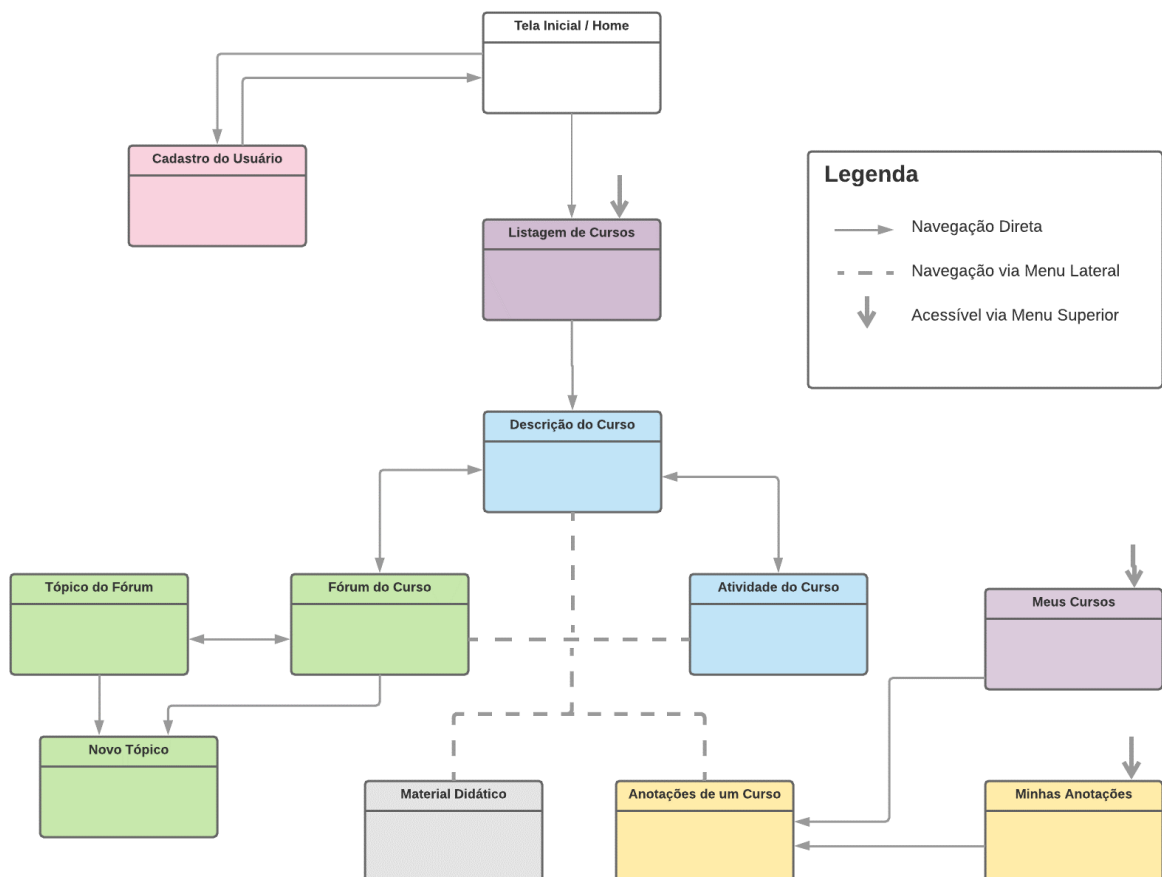 Tela Inicial / Home
Cadastro do Usuário
Legenda
Navegação Direta
Navegação via Menu Lateral
Acessível via Menu Superior
Listagem de Cursos
Descrição do Curso
Tópico do Fórum
Fórum do Curso
Atividade do Curso
Meus Cursos
Novo Tópico
Material Didático
Anotações de um Curso
Minhas Anotações